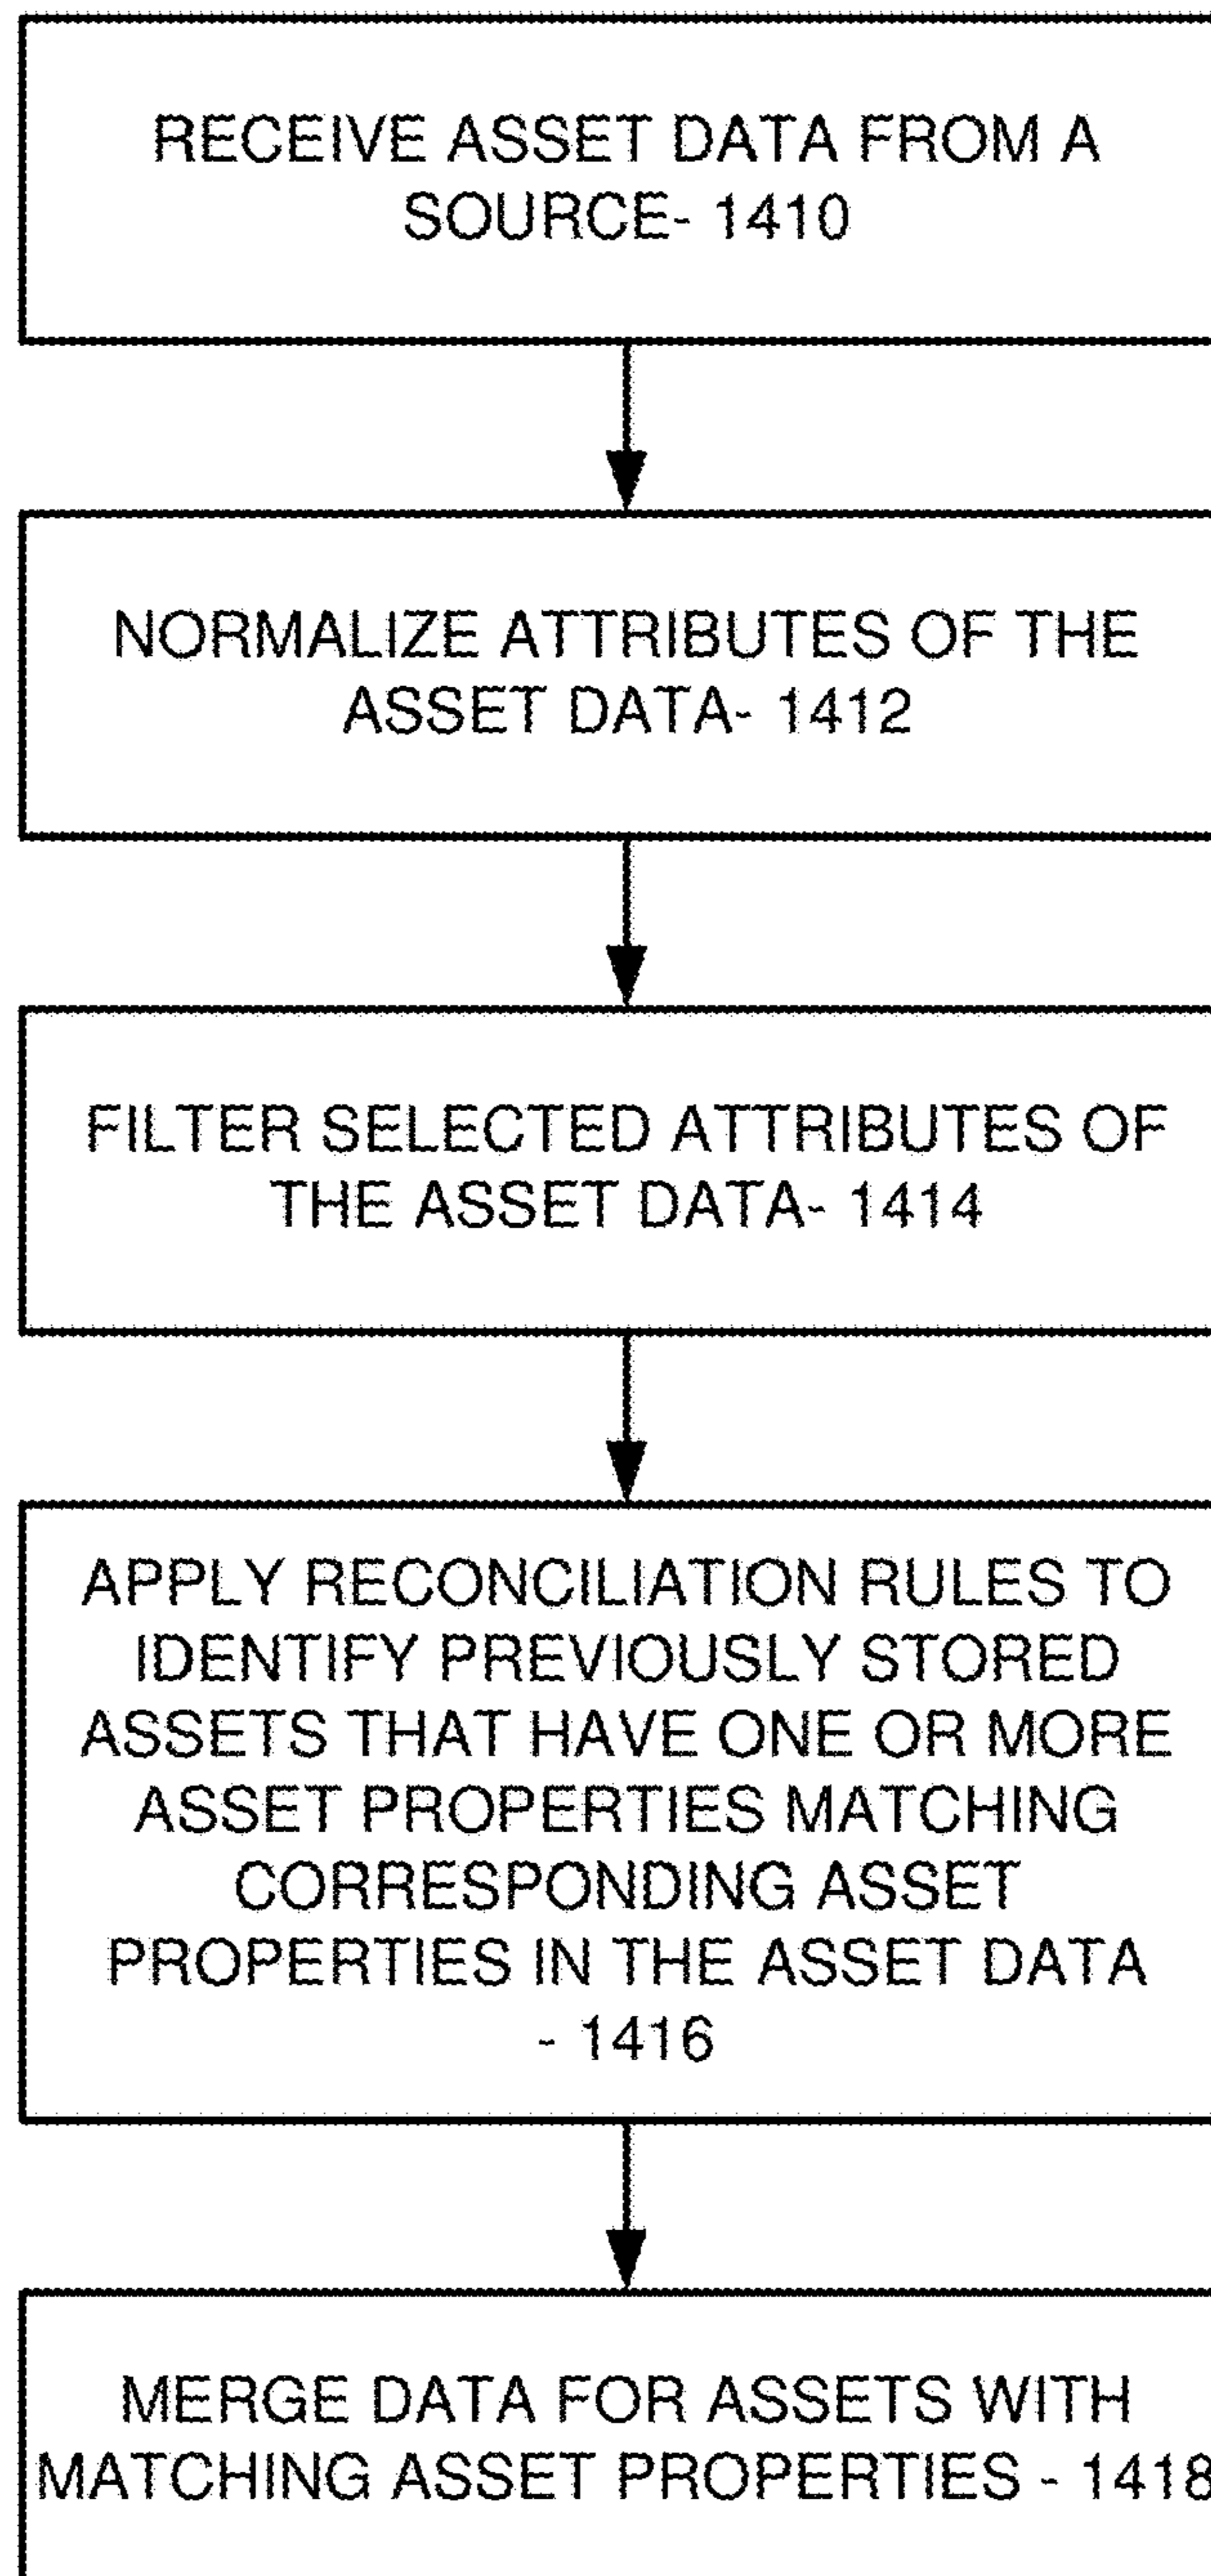 RECEIVE ASSET DATA FROM A
SOURCE- 1410
NORMALIZE ATTRIBUTES OF THE
ASSET DATA- 1412
FILTER SELECTED ATTRIBUTES OF
THE ASSET DATA- 1414
APPLY RECONCILIATION RULES TO
IDENTIFY PREVIOUSLY STORED
ASSETS THAT HAVE ONE OR MORE
ASSET PROPERTIES MATCHING
CORRESPONDING ASSET
PROPERTIES IN THE ASSET DATA
- 1416
MERGE DATA FOR ASSETS WITH
MATCHING ASSET PROPERTIES - 1418